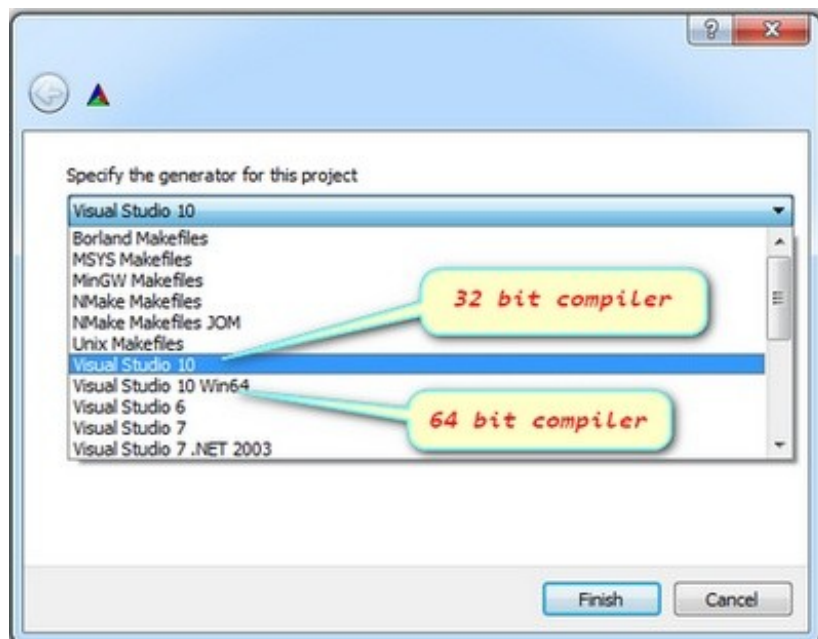 ?
X
Specify the generator for this project
Visual Studio 10
Borland Makefiles
MSYS Makefiles
MinGW Makefiles
NMake Makefiles
NMake Makefiles JOM
Unix Makefiles
Visual Studio 10
Visual Studio 10 Win64
Visual Studio 6
Visual Studio 7
Visual Studio 7 .NET 2003
32 bit compiler
64 bit compiler
Finish
Cancel